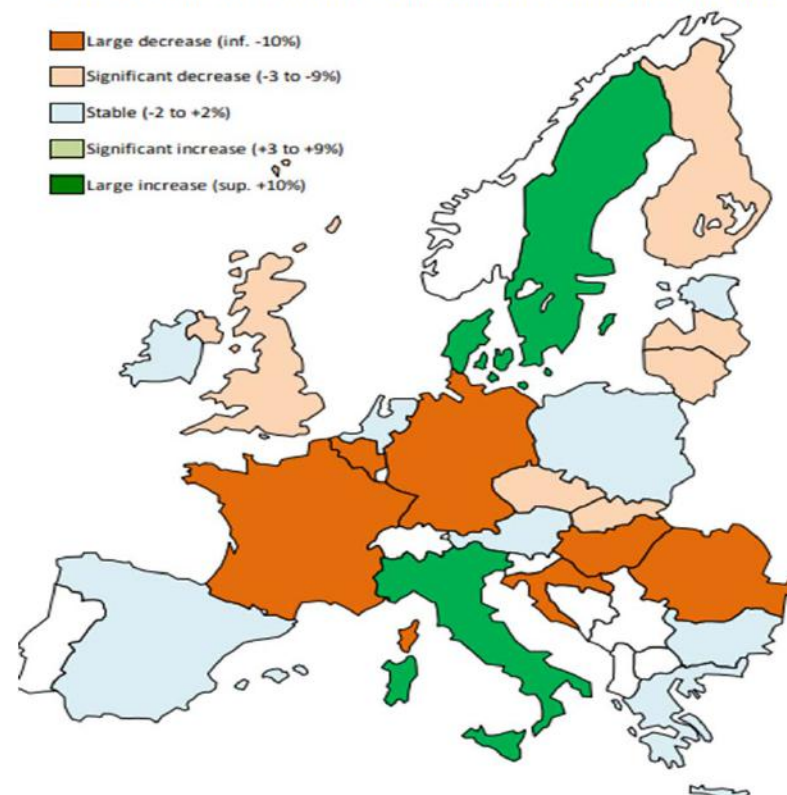 Large decrease (inf. -10%)
Significant decrease (-3 to -9%)
Stable (-2 to +2%)
Significant increase (+3 to +9%)
Large increase (sup. +10%)